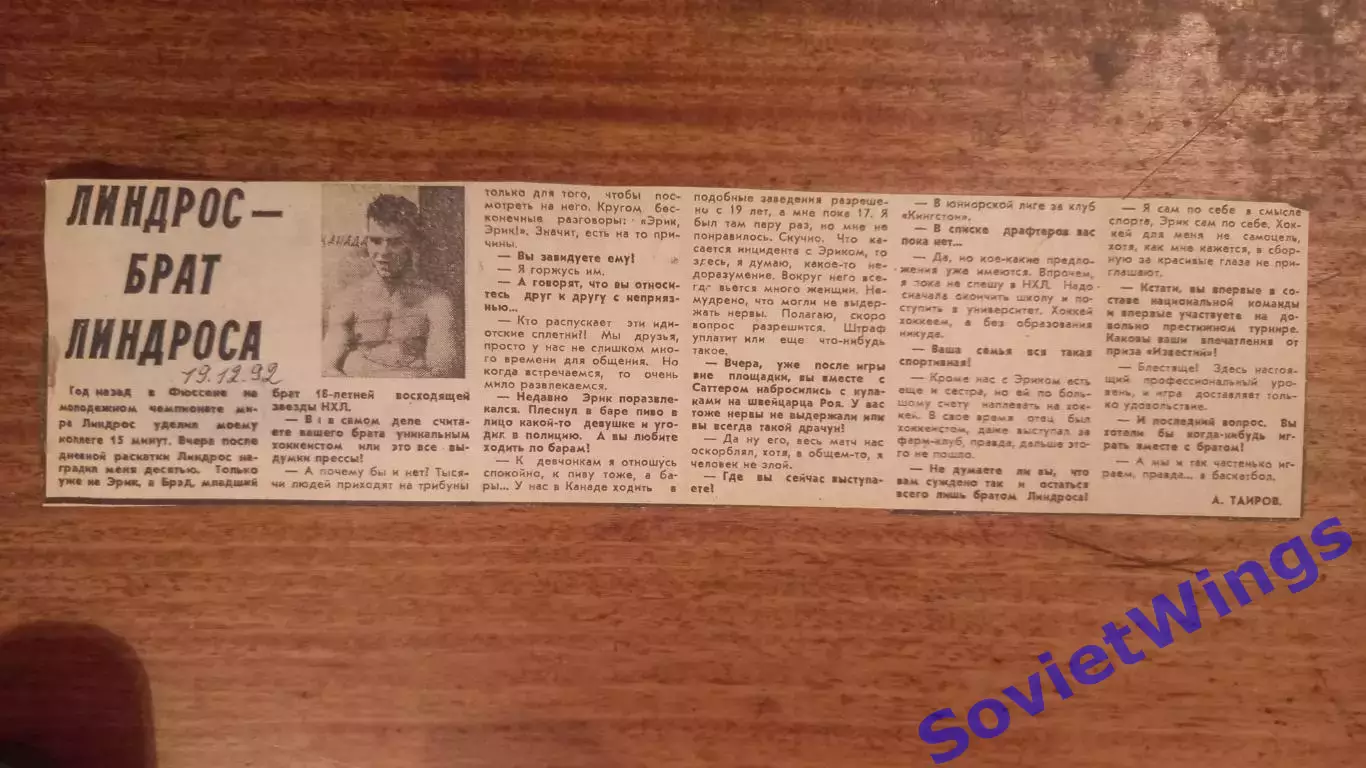 ЛИНДРОС —
БРАТ
ЛИНДРОСА
19.12.92
CANADA
Год назад в Фюссене на
молодежном чемпионате ми-
ра Линдрос уделил моему
коллеге 15 минут. Вчера после
дневной раскатки Линдрос на-
градил меня десятью. Только
уже не Эрик, а Брэд, младший
брат 18-летней восходящей
звезды НХЛ.
— Вы в самом деле счита-
ете вашего брата уникальным
хоккеистом или это все вы-
думки прессы!
— А почему бы и нет? Тыся-
чи людей приходят на трибуны
только для того, чтобы пос-
мотреть на него. Кругом бес-
конечные разговоры: «Эрик,
Эрик!». Значит, есть на то при-
чины.
— Вы завидуете ему!
— Я горжусь им.
— А говорят, что вы относи-
тесь друг к другу с неприяз-
нью...
— Кто распускает эти иди-
отские сплетни?! Мы друзья,
просто у нас не слишком мно-
го времени для общения. Но
когда встречаемся, то очень
мило развлекаемся.
— Недавно Эрик поразвле-
кался. Плеснул в баре пиво в
лицо какой-то девушке и уго-
дил в полицию. А вы любите
ходить по барам!
— К девчонкам я отношусь
спокойно, к пиву тоже, а ба-
ры... У нас в Канаде ходить в
подобные заведения разреше-
но с 19 лет, а мне пока 17. Я
был там пару раз, но мне не
понравилось. Скучно. Что ка-
сается инцидента с Эриком, то
здесь, я думаю, какое-то не-
доразумение. Вокруг него все-
гда вьется много женщин. Не-
мудрено, что могли не выдер-
жать нервы. Полагаю, скоро
вопрос разрешится. Штраф
уплатит или еще что-нибудь
такое.
— Вчера, уже после игры
вне площадки, вы вместе с
Саттером набросились с кула-
ками на швейцарца Роя. У вас
тоже нервы не выдержали или
вы всегда такой драчун!
— Да ну его, весь матч нас
оскорблял, хотя, в общем-то, я
человек не злой.
— Где вы сейчас выступа-
ете!
— В юниорской лиге за клуб
«Кингстон».
— В списке драфтеров вас
пока нет...
— Да, но кое-какие предло-
жения уже имеются. Впрочем,
я пока не спешу в НХЛ. Надо
сначала окончить школу и по-
ступить в университет. Хоккей
хоккеем, а без образования
никуда.
— Ваша семья вся такая
спортивная!
— Кроме нас с Эриком есть
еще и сестра, но ей по боль-
шому счету наплевать на хок-
кей. В свое время отец был
хоккеистом, даже выступал за
ферм-клуб, правда, дальше это-
го не пошло.
— Не думаете ли вы, что
вам суждено так и остаться
всего лишь братом Линдроса!
— Я сам по себе в смысле
спорта, Эрик сам по себе. Хок-
кей для меня не самоцель,
хотя, как мне кажется, в сбор-
ную за красивые глаза не при-
глашают.
— Кстати, вы впервые в со-
ставе национальной команды
и впервые участвуете на до-
вольно престижном турнире.
Каковы ваши впечатления от
приза «Известий»!
— Блестяще! Здесь настоя-
щий профессиональный уро-
вень, и игра доставляет толь-
ко удовольствие.
— И последний вопрос. Вы
хотели бы когда-нибудь иг-
рать вместе с братом!
— А мы и так частенько иг-
раем, правда... в баскетбол.
А. ТАИРОВ.
SovietWings